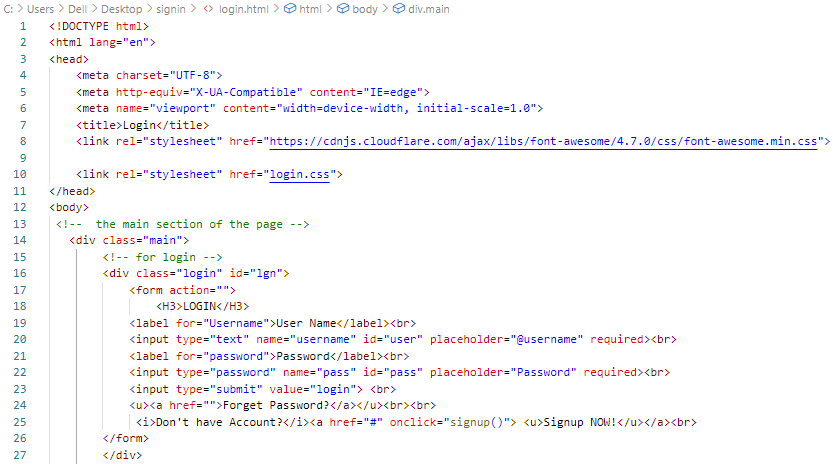 C: > Users > Dell > Desktop > signin > <> login.html > html > body > div.main
1 <!DOCTYPE html>
2 <html lang="en">
3 <head>
4 <meta charset="UTF-8">
5 <meta http-equiv="X-UA-Compatible" content="IE=edge">
6 <meta name="viewport" content="width=device-width, initial-scale=1.0">
7 <title>Login</title>
8 <link rel="stylesheet" href="https://cdnjs.cloudflare.com/ajax/libs/font-awesome/4.7.0/css/font-awesome.min.css">
9
10 <link rel="stylesheet" href="login.css">
11 </head>
12 <body>
13 <!--  the main section of the page -->
14 <div class="main">
15 <!-- for login -->
16 <div class="login" id="lgn">
17 <form action="">
18 <H3>LOGIN</H3>
19 <label for="Username">User Name</label><br>
20 <input type="text" name="username" id="user" placeholder="@username" required><br>
21 <label for="password">Password</label><br>
22 <input type="password" name="pass" id="pass" placeholder="Password" required><br>
23 <input type="submit" value="login"> <br>
24 <u><a href="">Forget Password?</a></u><br><br>
25 <i>Don't have Account?</i><a href="#" onclick="signup()"> <u>Signup NOW!</u></a><br>
26 </form>
27 </div>